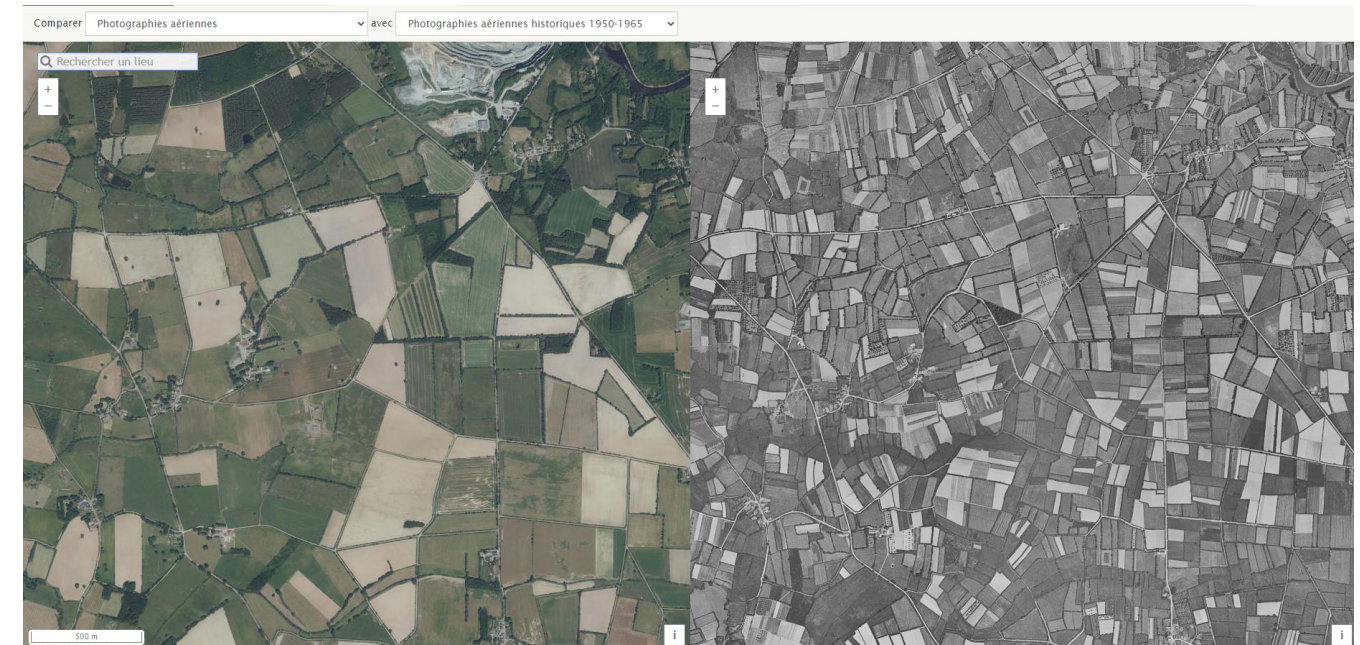 Comparer Photographies aériennes avec Photographies aériennes historiques 1950-1965
Rechercher un lieu
+
−
+
−
500 m
i
i